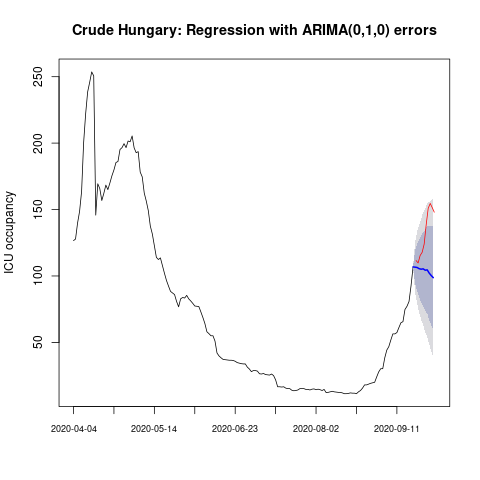 Crude Hungary: Regression with ARIMA(0,1,0) errors
ICU occupancy
250
200
150
100
50
2020-04-04 2020-05-14 2020-06-23 2020-08-02 2020-09-11